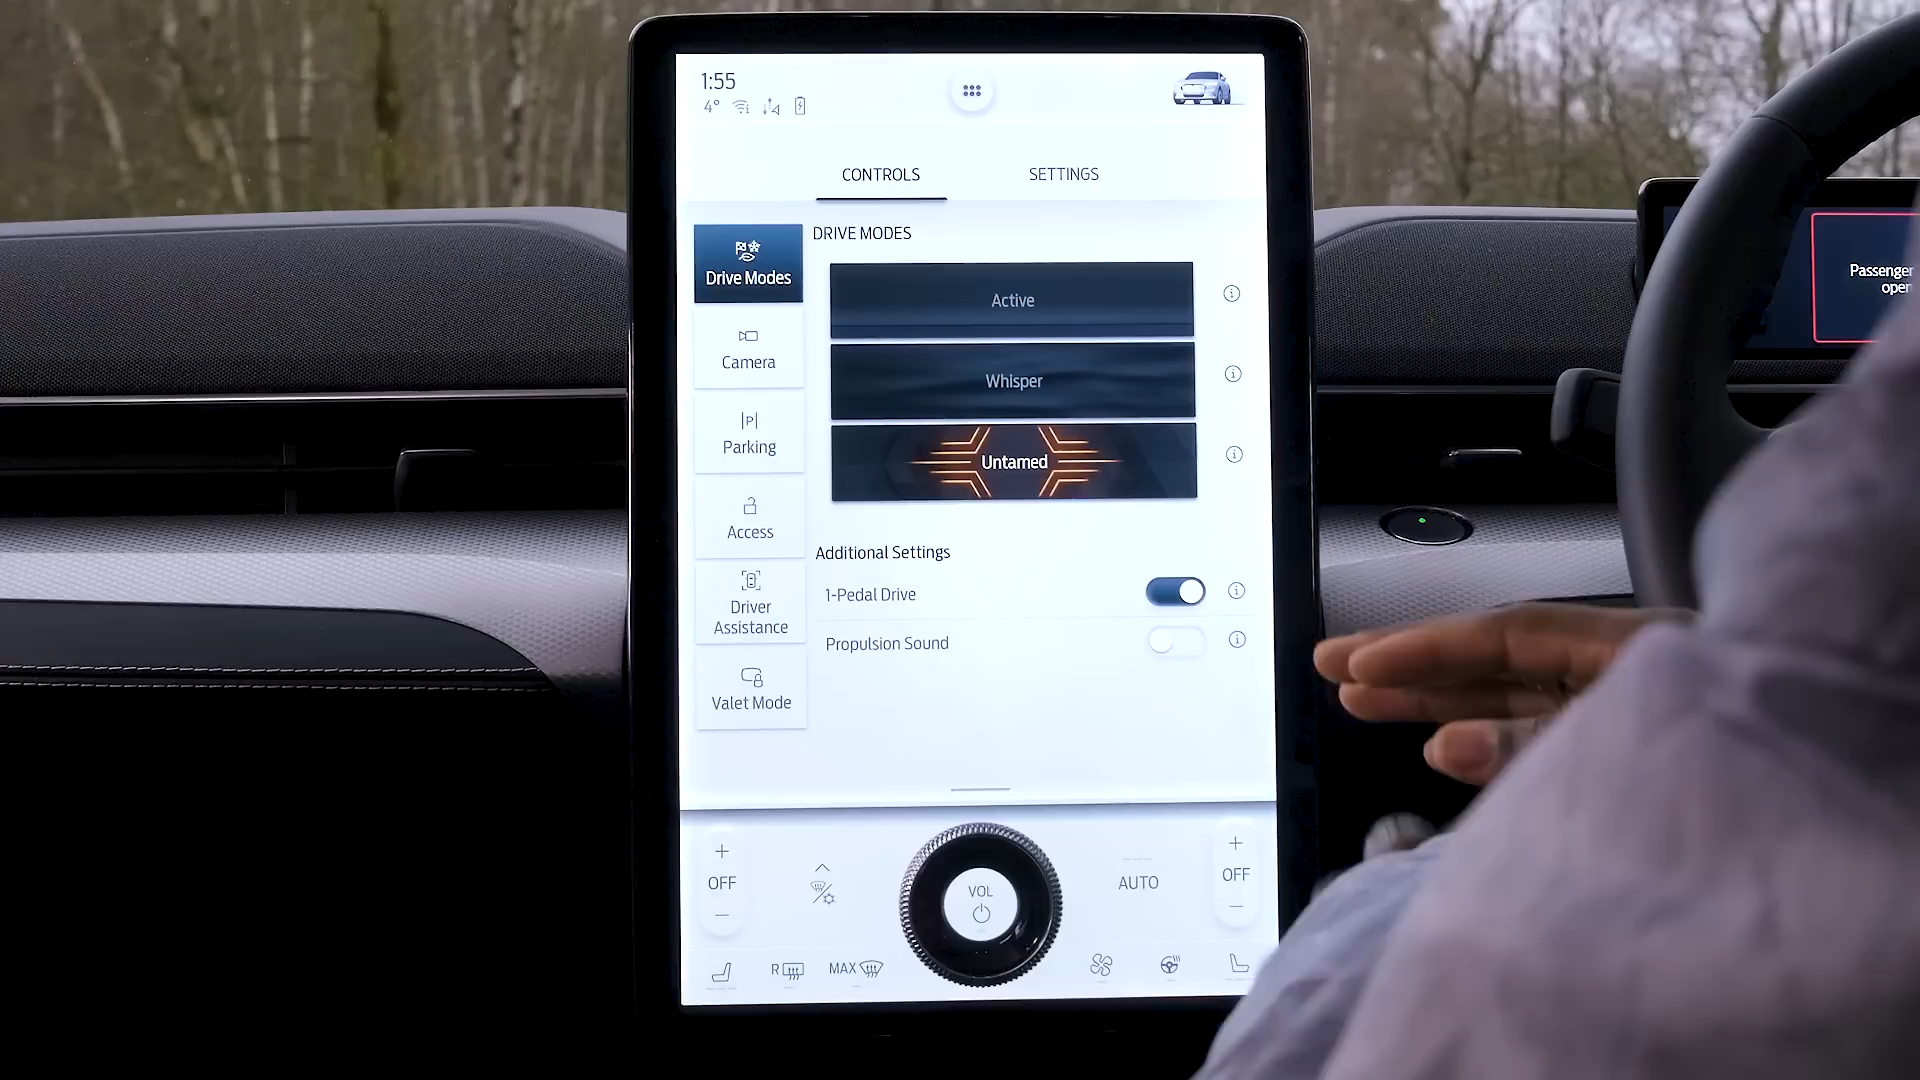 1:55
4°
CONTROLS
SETTINGS
DRIVE MODES
Drive Modes
Active
Whisper
Untamed
Camera
P
Parking
Access
Driver
Assistance
Valet Mode
Additional Settings
1-Pedal Drive
Propulsion Sound
Passenger
open
OFF
VOL
AUTO
OFF
R
MAX